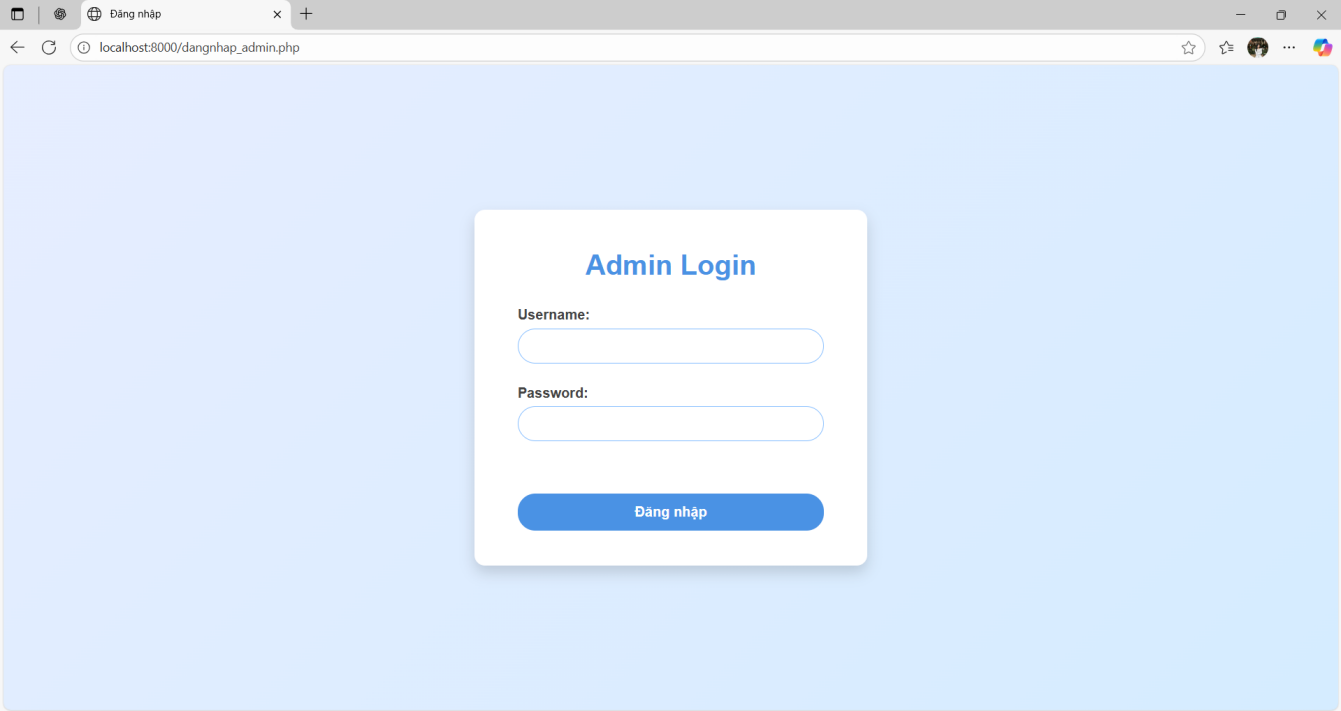 Đăng nhập
localhost:8000/dangnhap_admin.php
Admin Login
Username:
Password:
Đăng nhập